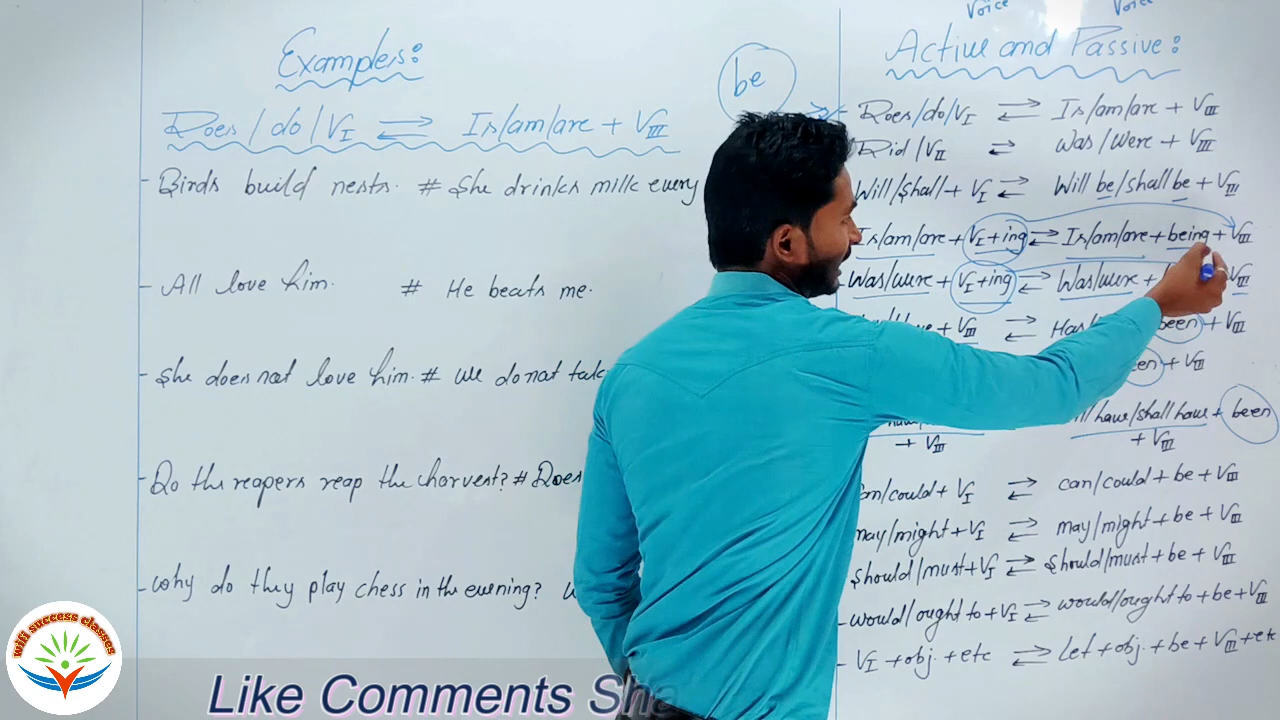 Examples:
be
Does/do/VI ⇌ Is/am/are + VIII
- Birds build nests. # She drinks milk every
- All love him. # He beats me.
- She does not love him. # We do not
- Do the reapers reap the charvest? # Does
- Why do they play chess in the evening?
Voice Voice
Active and Passive:
Does/do/VI ⇌ Is/am/are + VIII
Did/VII ⇌ Was/Were + VIII
Will/Shall + VI ⇌ Will be/shall be + VIII
Is/am/are + VI+ing ⇌ Is/am/are + being + VIII
Was/were + VI+ing ⇌ Was/were + VIII
+ VIII ⇌ been + VIII
+ VIII
have/shall have + been
+ VIII + VIII
can/could + VI ⇌ can/could + be + VIII
may/might + VI ⇌ may/might + be + VIII
Should/must + VI ⇌ Should/must + be + VIII
- would/ought to + VI ⇌ would/ought to + be + VIII
- VI + obj. + etc ⇌ Let + obj. + be + VIII + etc
wifi success classes
Like Comments